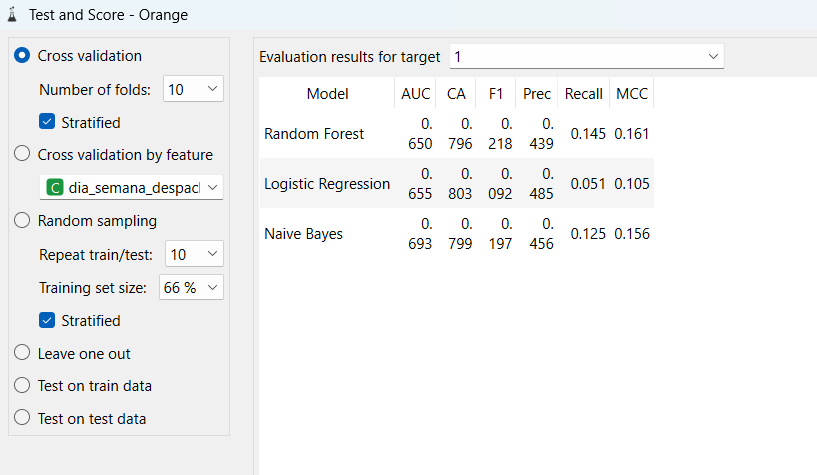 Test and Score - Orange
Cross validation
Number of folds: 10
Stratified
Cross validation by feature
C dia_semana_despac
Random sampling
Repeat train/test: 10
Training set size: 66 %
Stratified
Leave one out
Test on train data
Test on test data
Evaluation results for target 1
Model AUC CA F1 Prec Recall MCC
Random Forest 0.650 0.796 0.218 0.439 0.145 0.161
Logistic Regression 0.655 0.803 0.092 0.485 0.051 0.105
Naive Bayes 0.693 0.799 0.197 0.456 0.125 0.156